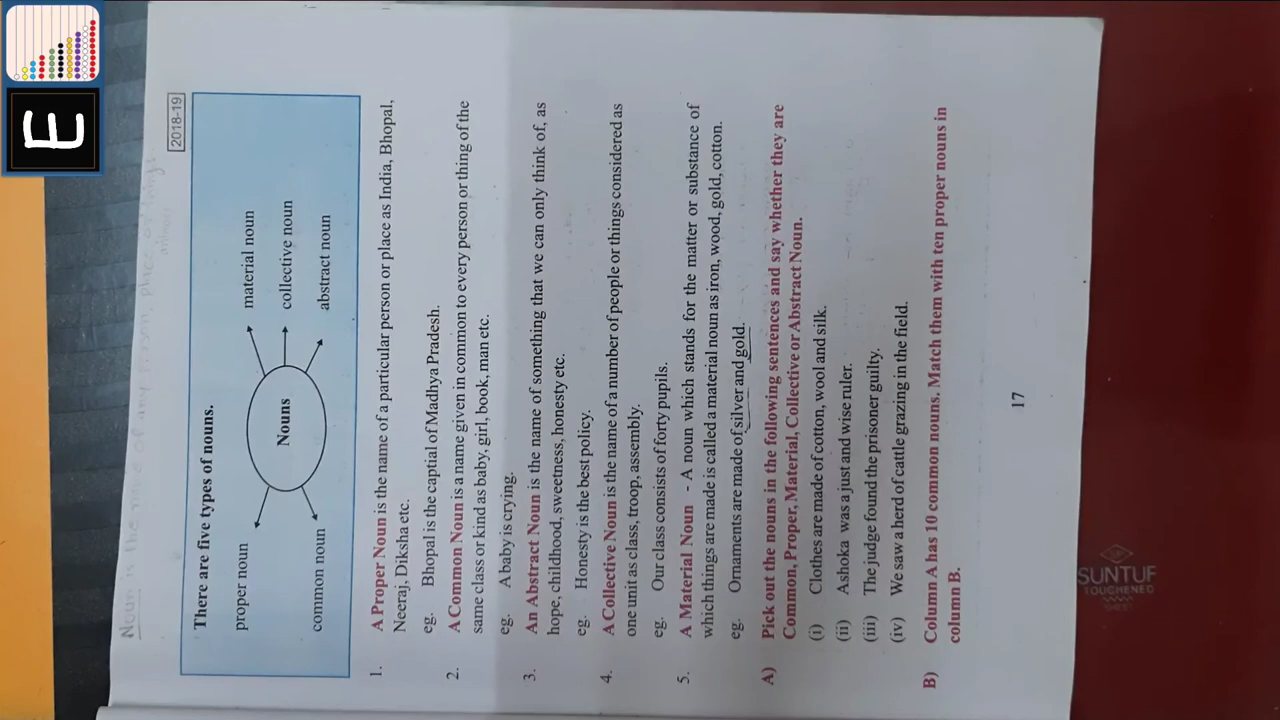 E
Noun is the name of any person, place
2018-19
There are five types of nouns.
proper noun
material noun
Nouns
collective noun
common noun
abstract noun
1. A Proper Noun is the name of a particular person or place as India, Bhopal,
Neeraj, Diksha etc.
eg. Bhopal is the captial of Madhya Pradesh.
2. A Common Noun is a name given in common to every person or thing of the
same class or kind as baby, girl, book, man etc.
eg. A baby is crying.
3. An Abstract Noun is the name of something that we can only think of, as
hope, childhood, sweetness, honesty etc.
eg. Honesty is the best policy.
4. A Collective Noun is the name of a number of people or things considered as
one unit as class, troop, assembly.
eg. Our class consists of forty pupils.
5. A Material Noun - A noun which stands for the matter or substance of
which things are made is called a material noun as iron, wood, gold, cotton.
eg. Ornaments are made of silver and gold.
A) Pick out the nouns in the following sentences and say whether they are
Common, Proper, Material, Collective or Abstract Noun.
(i) Clothes are made of cotton, wool and silk.
(ii) Ashoka was a just and wise ruler.
(iii) The judge found the prisoner guilty.
(iv) We saw a herd of cattle grazing in the field.
B) Column A has 10 common nouns. Match them with ten proper nouns in
column B.
17
SUNTUF
TOUGHENED